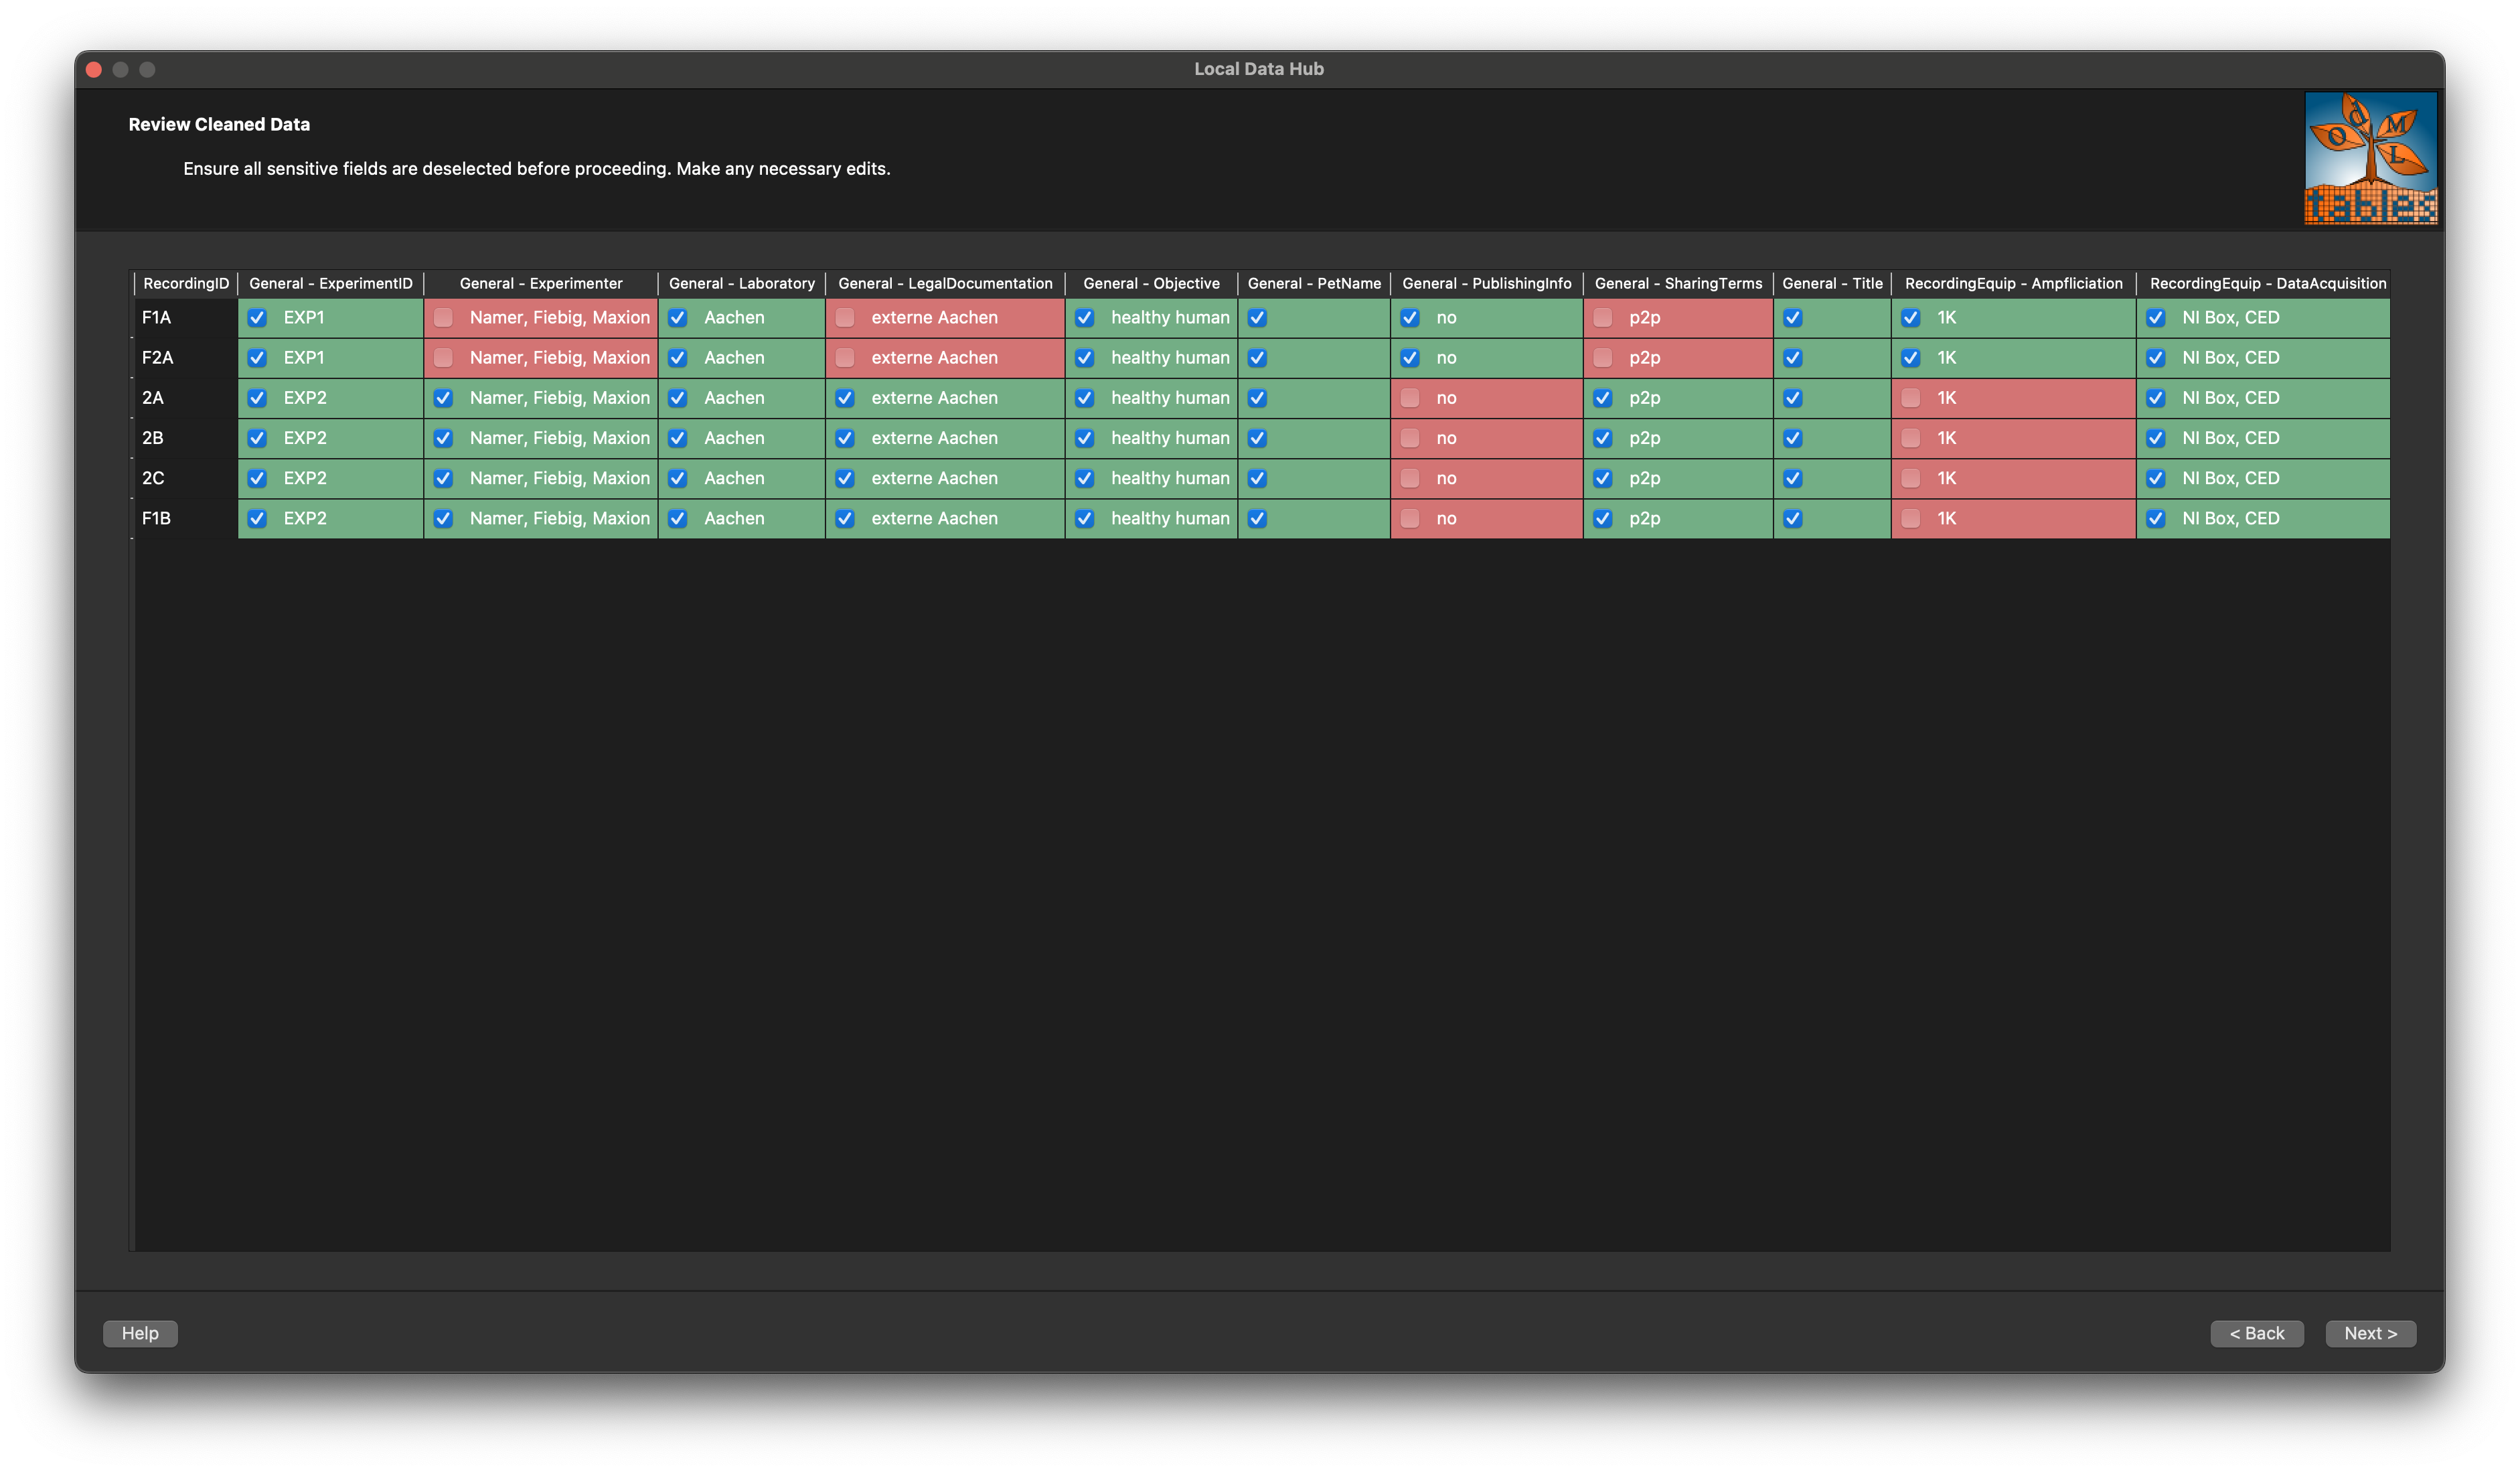 Local Data Hub
Review Cleaned Data
Ensure all sensitive fields are deselected before proceeding. Make any necessary edits.
O d M L
tables
RecordingID General - ExperimentID General - Experimenter General - Laboratory General - LegalDocumentation General - Objective General - PetName General - PublishingInfo General - SharingTerms General - Title RecordingEquip - Ampfliciation RecordingEquip - DataAcquisition
F1A EXP1 Namer, Fiebig, Maxion Aachen externe Aachen healthy human no p2p 1K NI Box, CED
F2A EXP1 Namer, Fiebig, Maxion Aachen externe Aachen healthy human no p2p 1K NI Box, CED
2A EXP2 Namer, Fiebig, Maxion Aachen externe Aachen healthy human no p2p 1K NI Box, CED
2B EXP2 Namer, Fiebig, Maxion Aachen externe Aachen healthy human no p2p 1K NI Box, CED
2C EXP2 Namer, Fiebig, Maxion Aachen externe Aachen healthy human no p2p 1K NI Box, CED
F1B EXP2 Namer, Fiebig, Maxion Aachen externe Aachen healthy human no p2p 1K NI Box, CED
Help < Back Next >